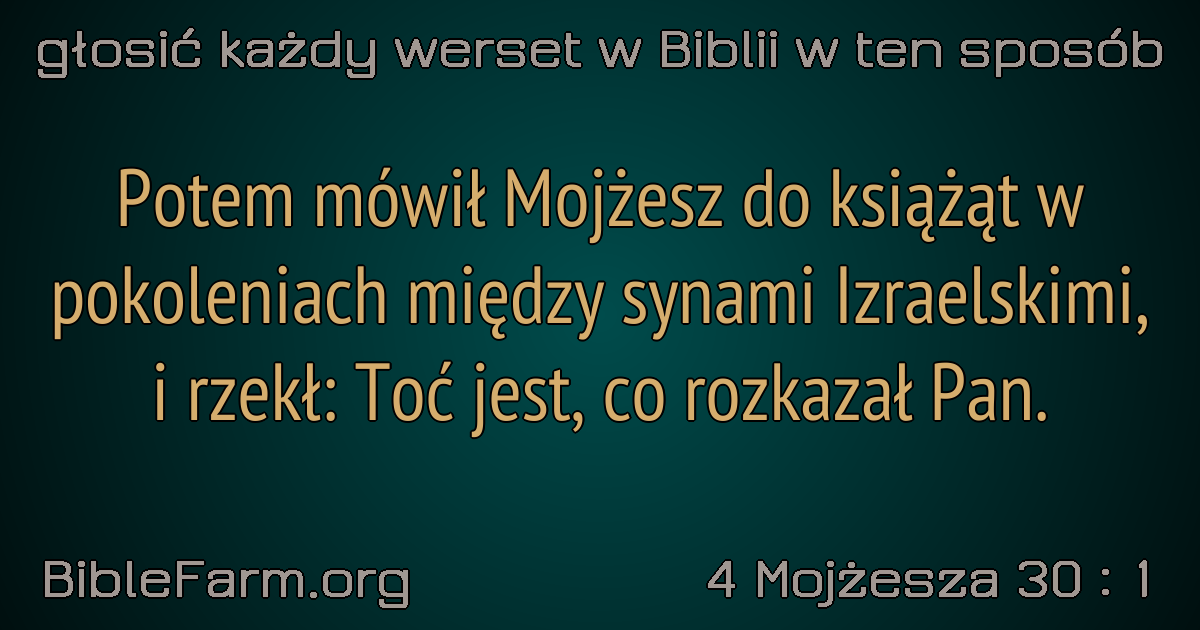 głosić każdy werset w Biblii w ten sposób
Potem mówił Mojżesz do książąt w
pokoleniach między synami Izraelskimi,
i rzekł: Toć jest, co rozkazał Pan.
BibleFarm.org
4 Mojżesza 30 : 1